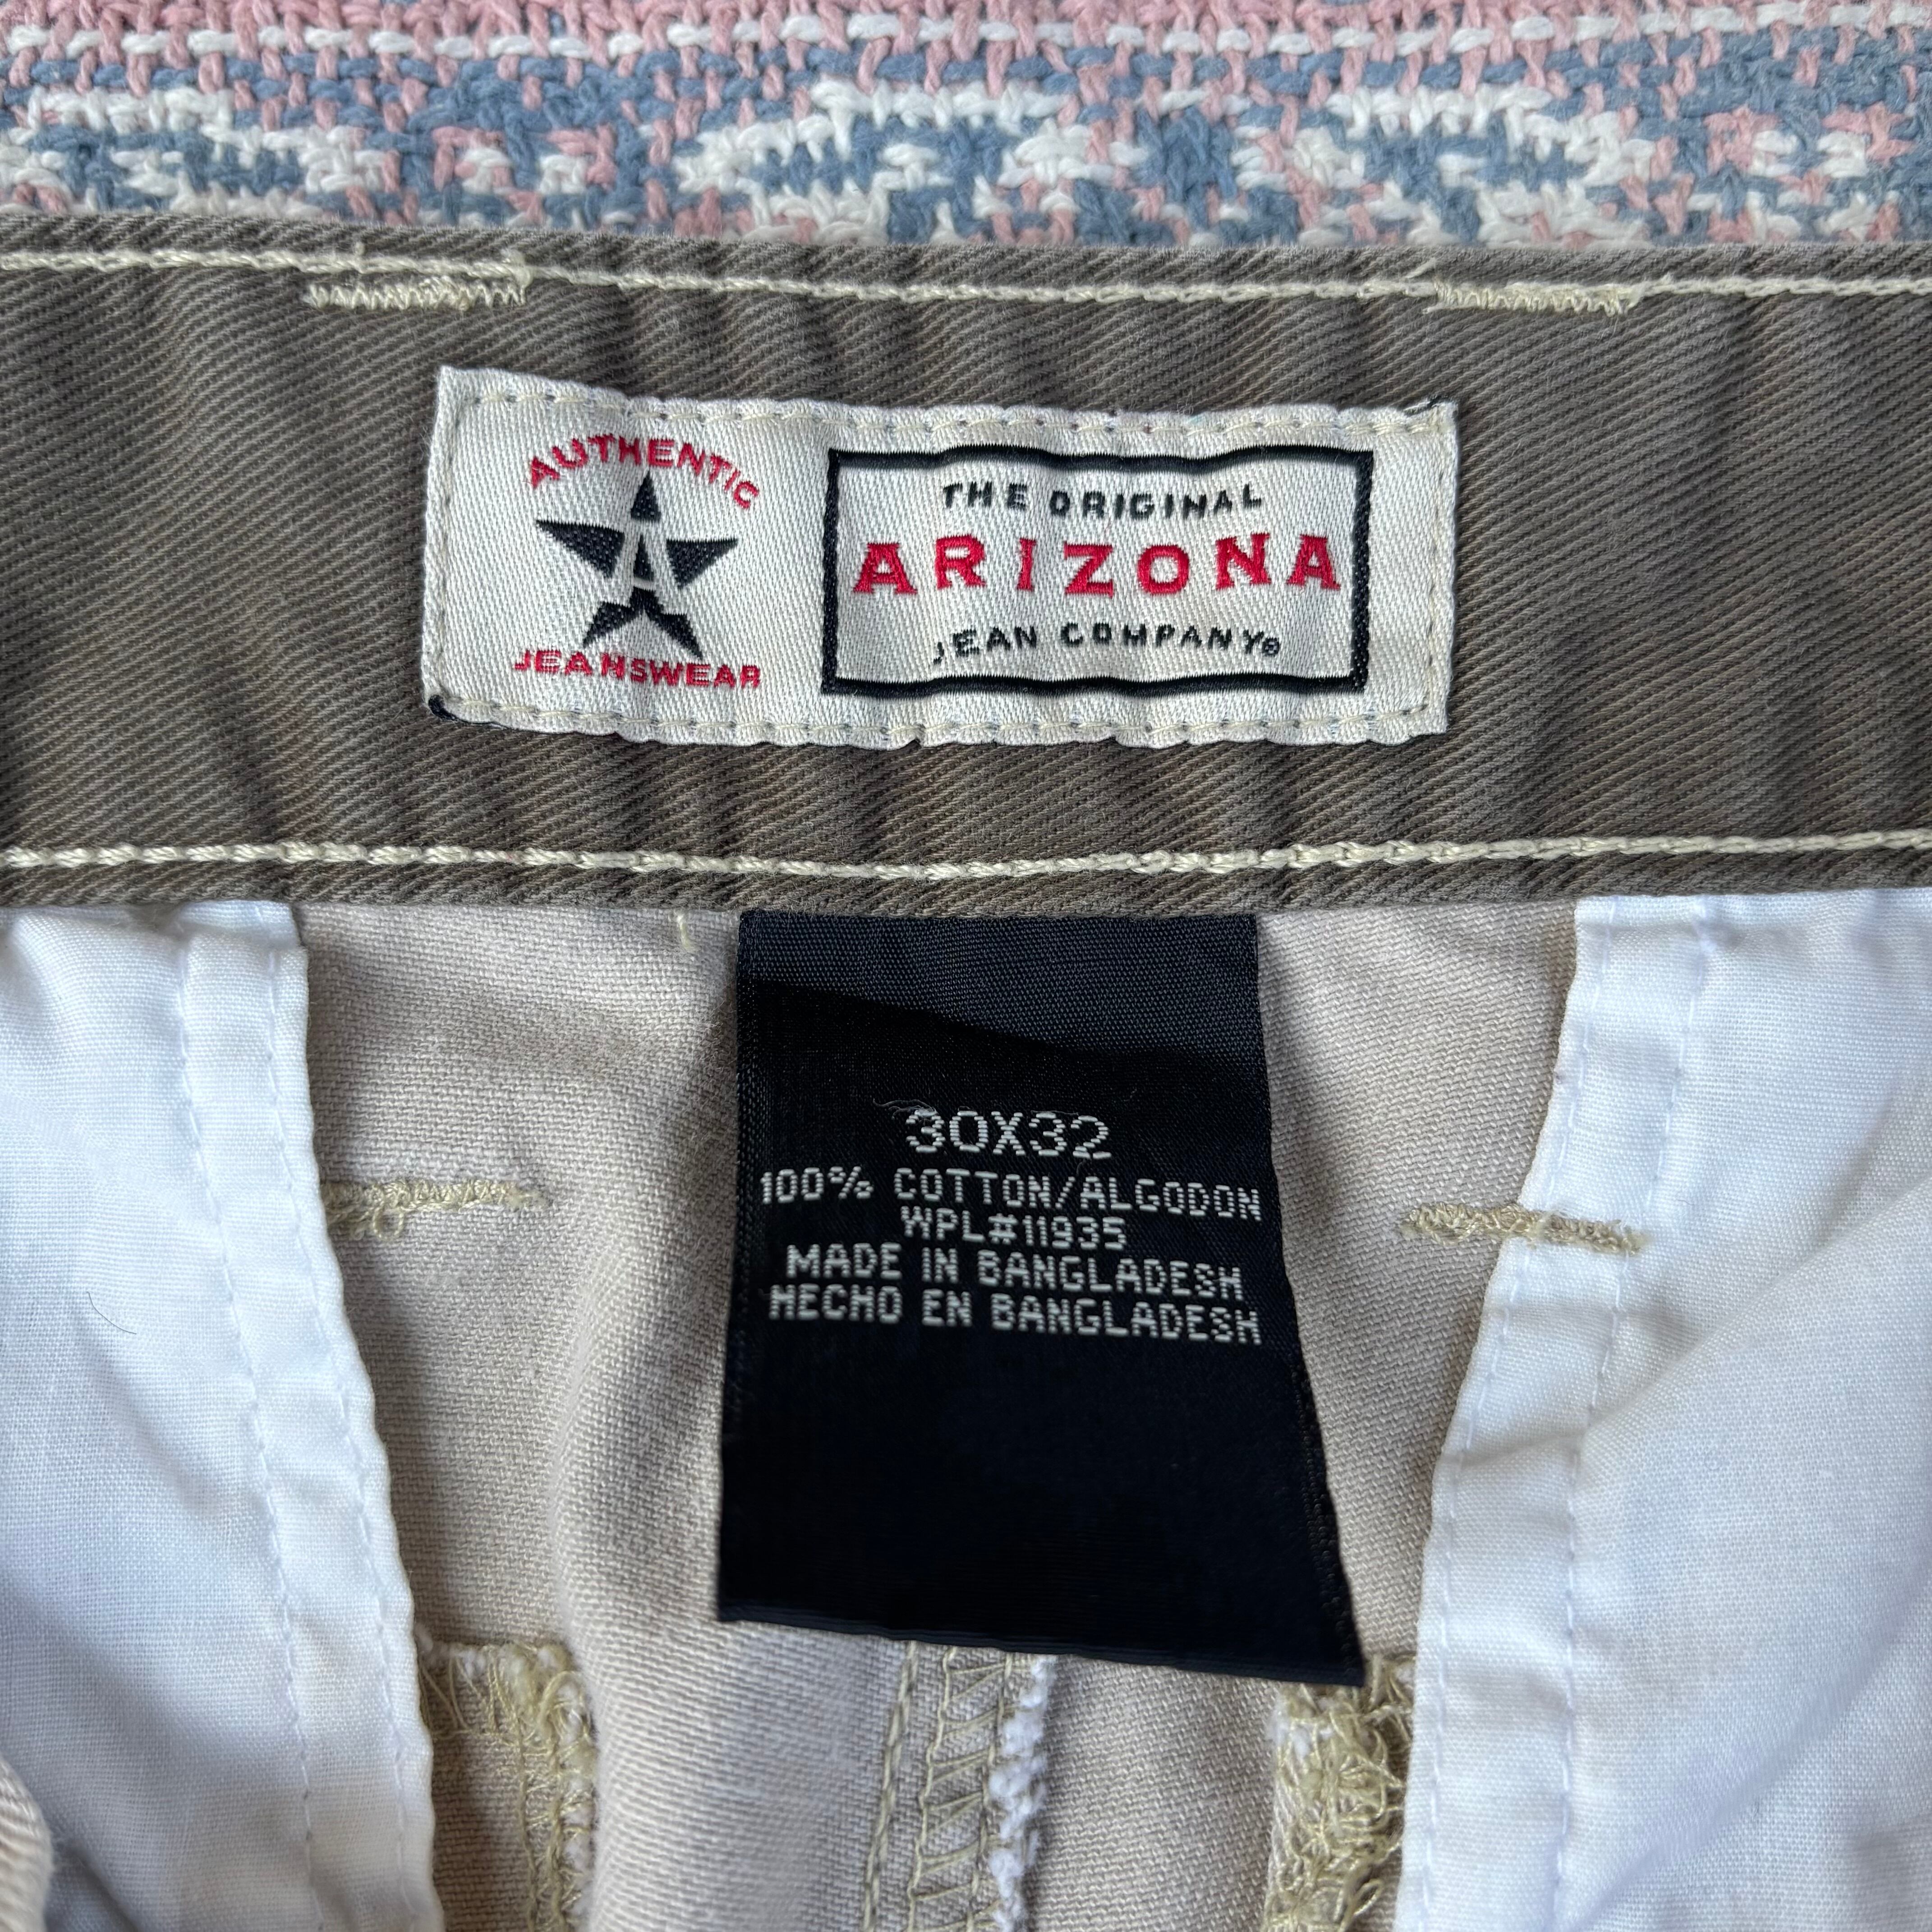 AUTHENTIC
A
JEANSWEAR
THE ORIGINAL
ARIZONA
JEAN COMPANY®
30X32
100% COTTON/ALGODON
WPL#11935
MADE IN BANGLADESH
HECHO EN BANGLADESH